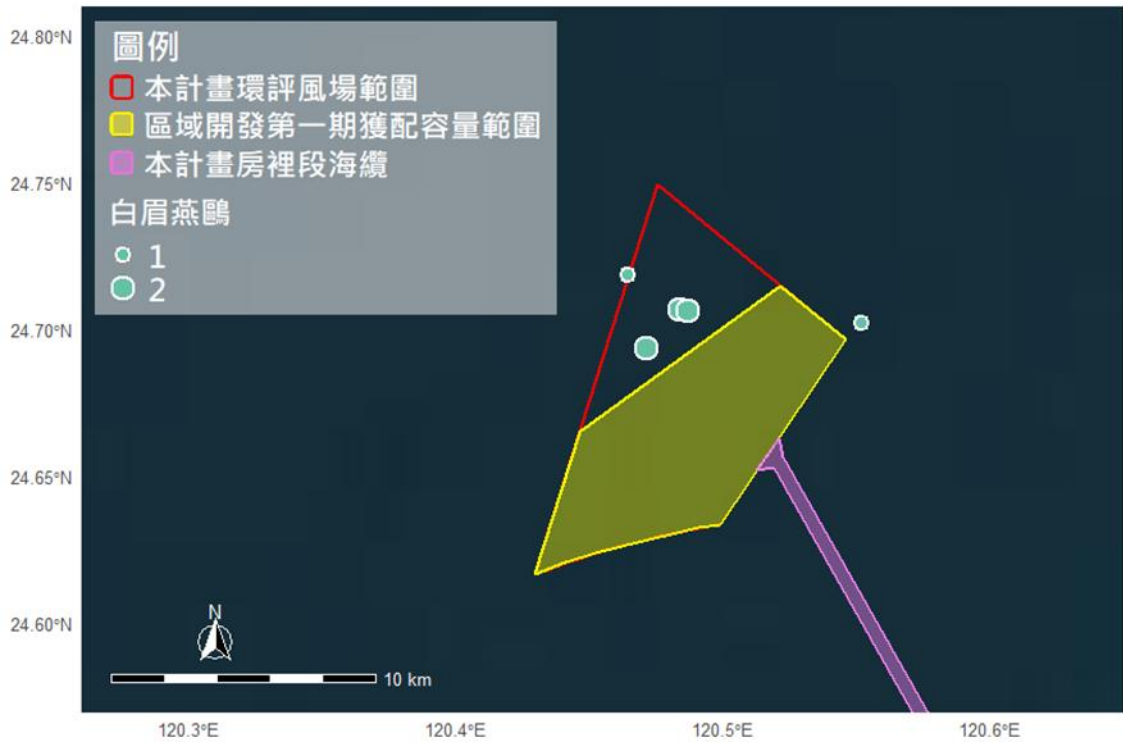 圖例
本計畫環評風場範圍
區域開發第一期獲配容量範圍
本計畫房裡段海纜
白眉燕鷗
1
2
24.80°N
24.75°N
24.70°N
24.65°N
24.60°N
N
10 km
120.3°E
120.4°E
120.5°E
120.6°E